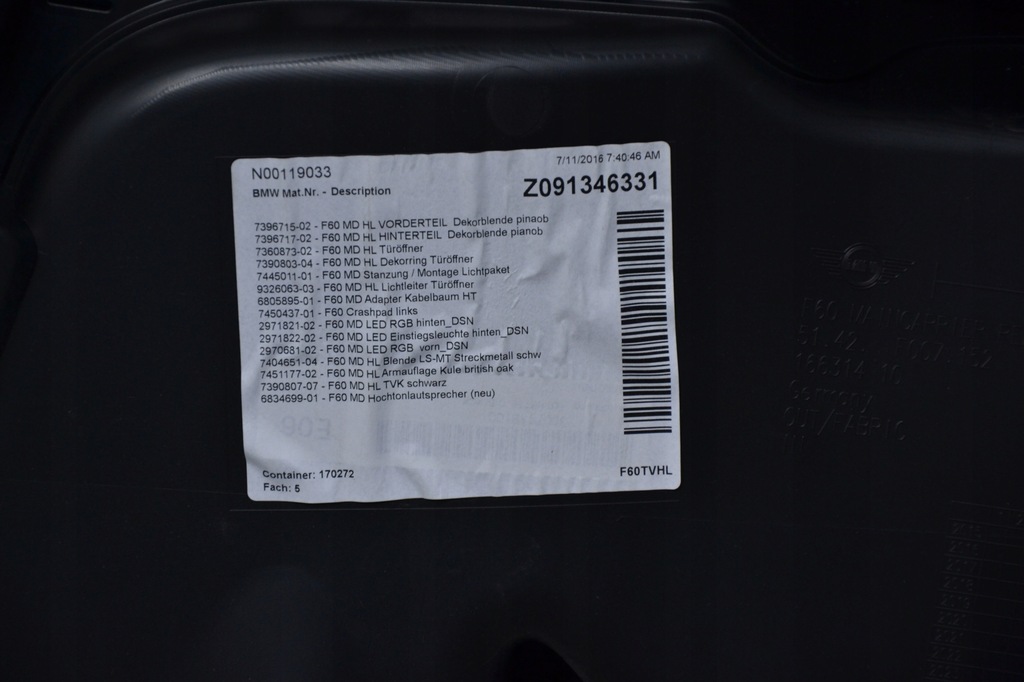 N00119033
7/11/2016 7:40:46 AM
BMW Mat.Nr. - Description
Z091346331
7396715-02 - F60 MD HL VORDERTEIL Dekorblende pinaob
7396717-02 - F60 MD HL HINTERTEIL Dekorblende pianob
7360873-02 - F60 MD HL Türöffner
7390803-04 - F60 MD HL Dekorring Türöffner
7445011-01 - F60 MD Stanzung / Montage Lichtpaket
9326063-03 - F60 MD HL Lichtleiter Türöffner
6805895-01 - F60 MD Adapter Kabelbaum HT
7450437-01 - F60 Crashpad links
2971821-02 - F60 MD LED RGB hinten_DSN
2971822-02 - F60 MD LED Einstiegsleuchte hinten_DSN
2970681-02 - F60 MD LED RGB vorn_DSN
7404651-04 - F60 MD HL Blende LS-MT Streckmetall schw
7451177-02 - F60 MD HL Armauflage Kule british oak
7390807-07 - F60 MD HL TVK schwarz
6834699-01 - F60 MD Hochtonlautsprecher (neu)
Container: 170272
Fach: 5
F60TVHL
Germany